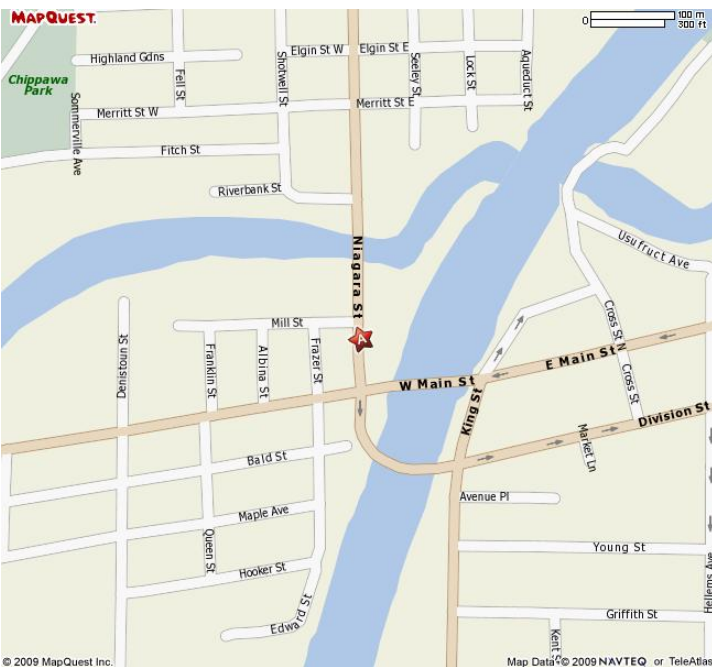 MAPQUEST.
0
100 m
300 ft
Elgin St W
Elgin St E
Highland Gdns
Shotwell St
Seeley St
Lock St
Aqueduct St
Chippawa
Park
Fell St
Sommerville Ave
Merritt St W
Merritt St E
Fitch St
Riverbank St
Niagara St
Usufruct Ave
Cross St N
Mill St
A
Denistoun St
Franklin St
Albina St
Frazer St
W Main St
E Main St
Cross St
King St
Division St
Market Ln
Bald St
Avenue Pl
Maple Ave
Queen St
Young St
Hooker St
Hellems Ave
Edward St
Griffith St
Kent St
© 2009 MapQuest Inc.
Map Data © 2009 NAVTEQ or TeleAtlas